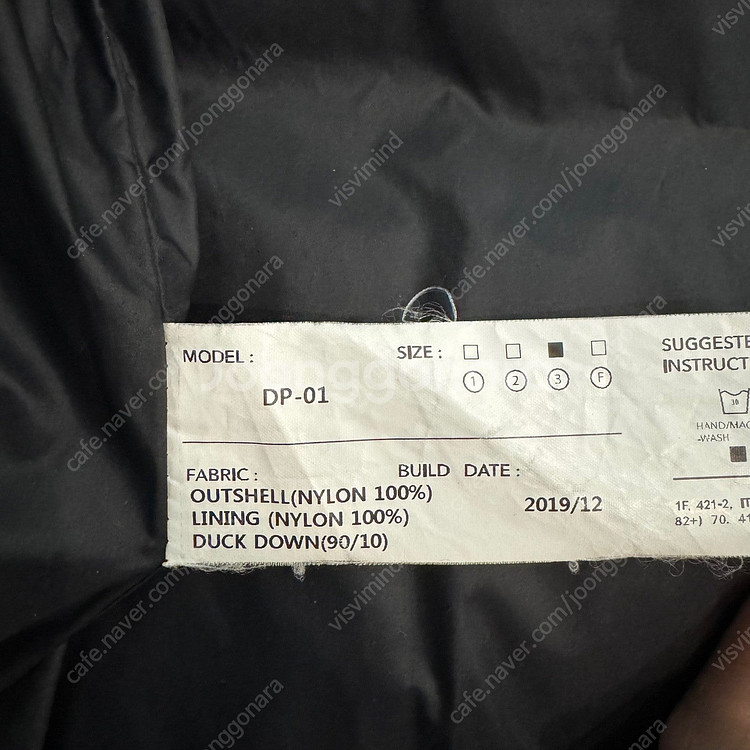 MODEL :
DP-01
SIZE :
1 2 3 F
FABRIC :
OUTSHELL(NYLON 100%)
LINING (NYLON 100%)
DUCK DOWN(90/10)
BUILD DATE :
2019/12
SUGGESTE
INSTRUCT
30
HAND/MAC
-WASH
1F. 421-2, IT
82+) 70. 41
visvimind
cafe.naver.com/joonggonara
Joonggonara